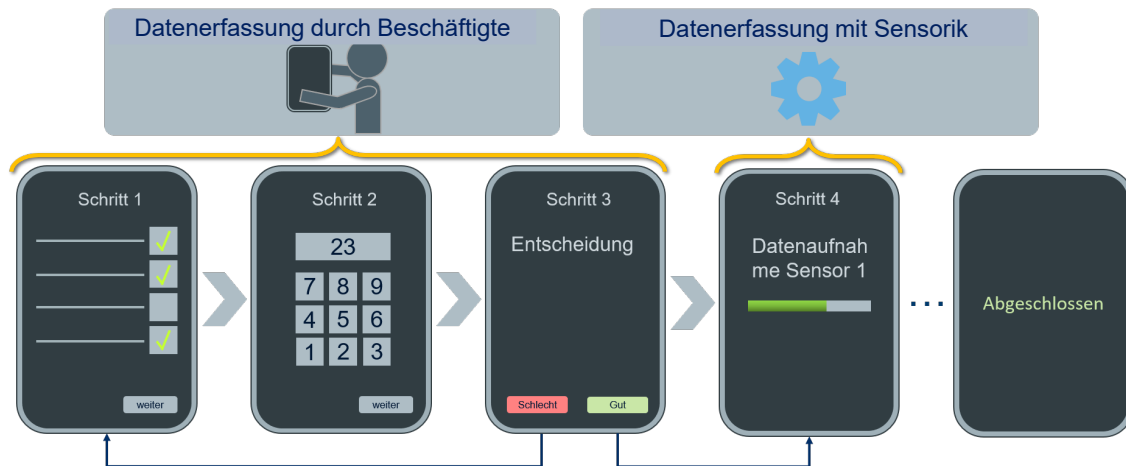 Datenerfassung durch Beschäftigte
Datenerfassung mit Sensorik
Schritt 1
weiter
Schritt 2
23
7 8 9
4 5 6
1 2 3
weiter
Schritt 3
Entscheidung
Schlecht
Gut
Schritt 4
Datenaufnah
me Sensor 1
...
Abgeschlossen